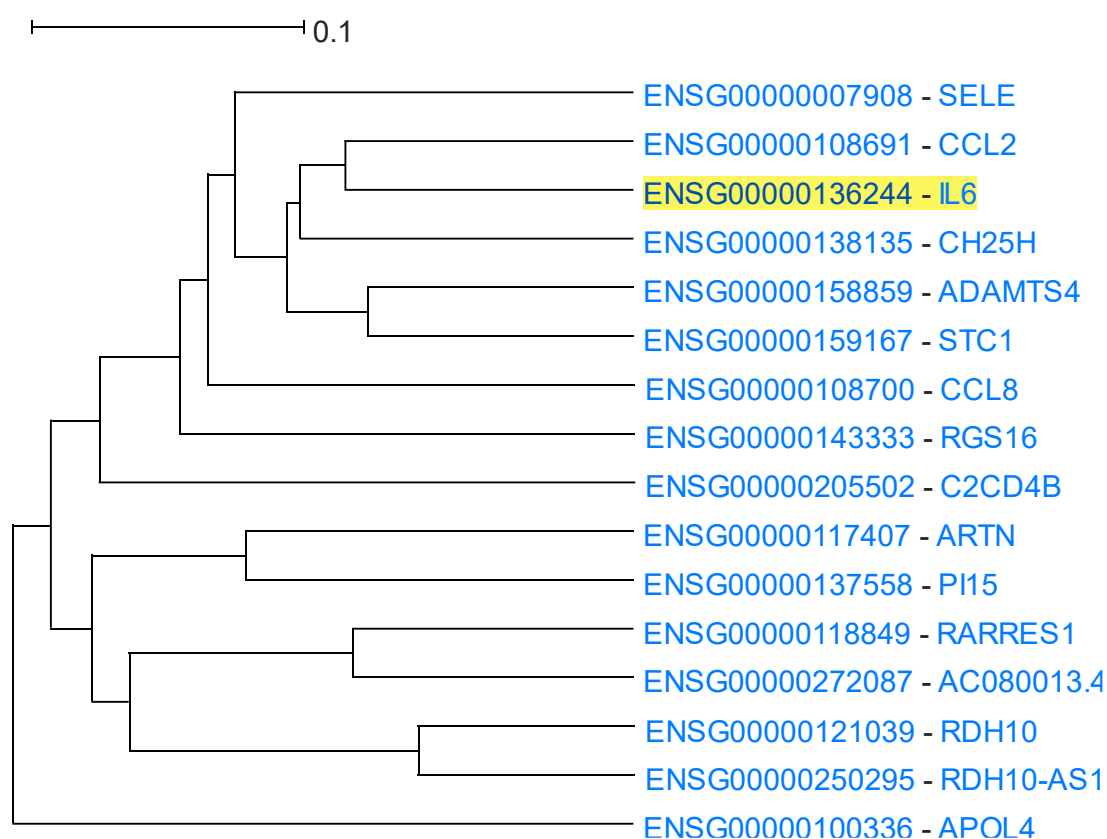 0.1
ENSG00000007908 - SELE
ENSG00000108691 - CCL2
ENSG00000136244 - IL6
ENSG00000138135 - CH25H
ENSG00000158859 - ADAMTS4
ENSG00000159167 - STC1
ENSG00000108700 - CCL8
ENSG00000143333 - RGS16
ENSG00000205502 - C2CD4B
ENSG00000117407 - ARTN
ENSG00000137558 - PI15
ENSG00000118849 - RARRES1
ENSG00000272087 - AC080013.4
ENSG00000121039 - RDH10
ENSG00000250295 - RDH10-AS1
ENSG00000100336 - APOL4